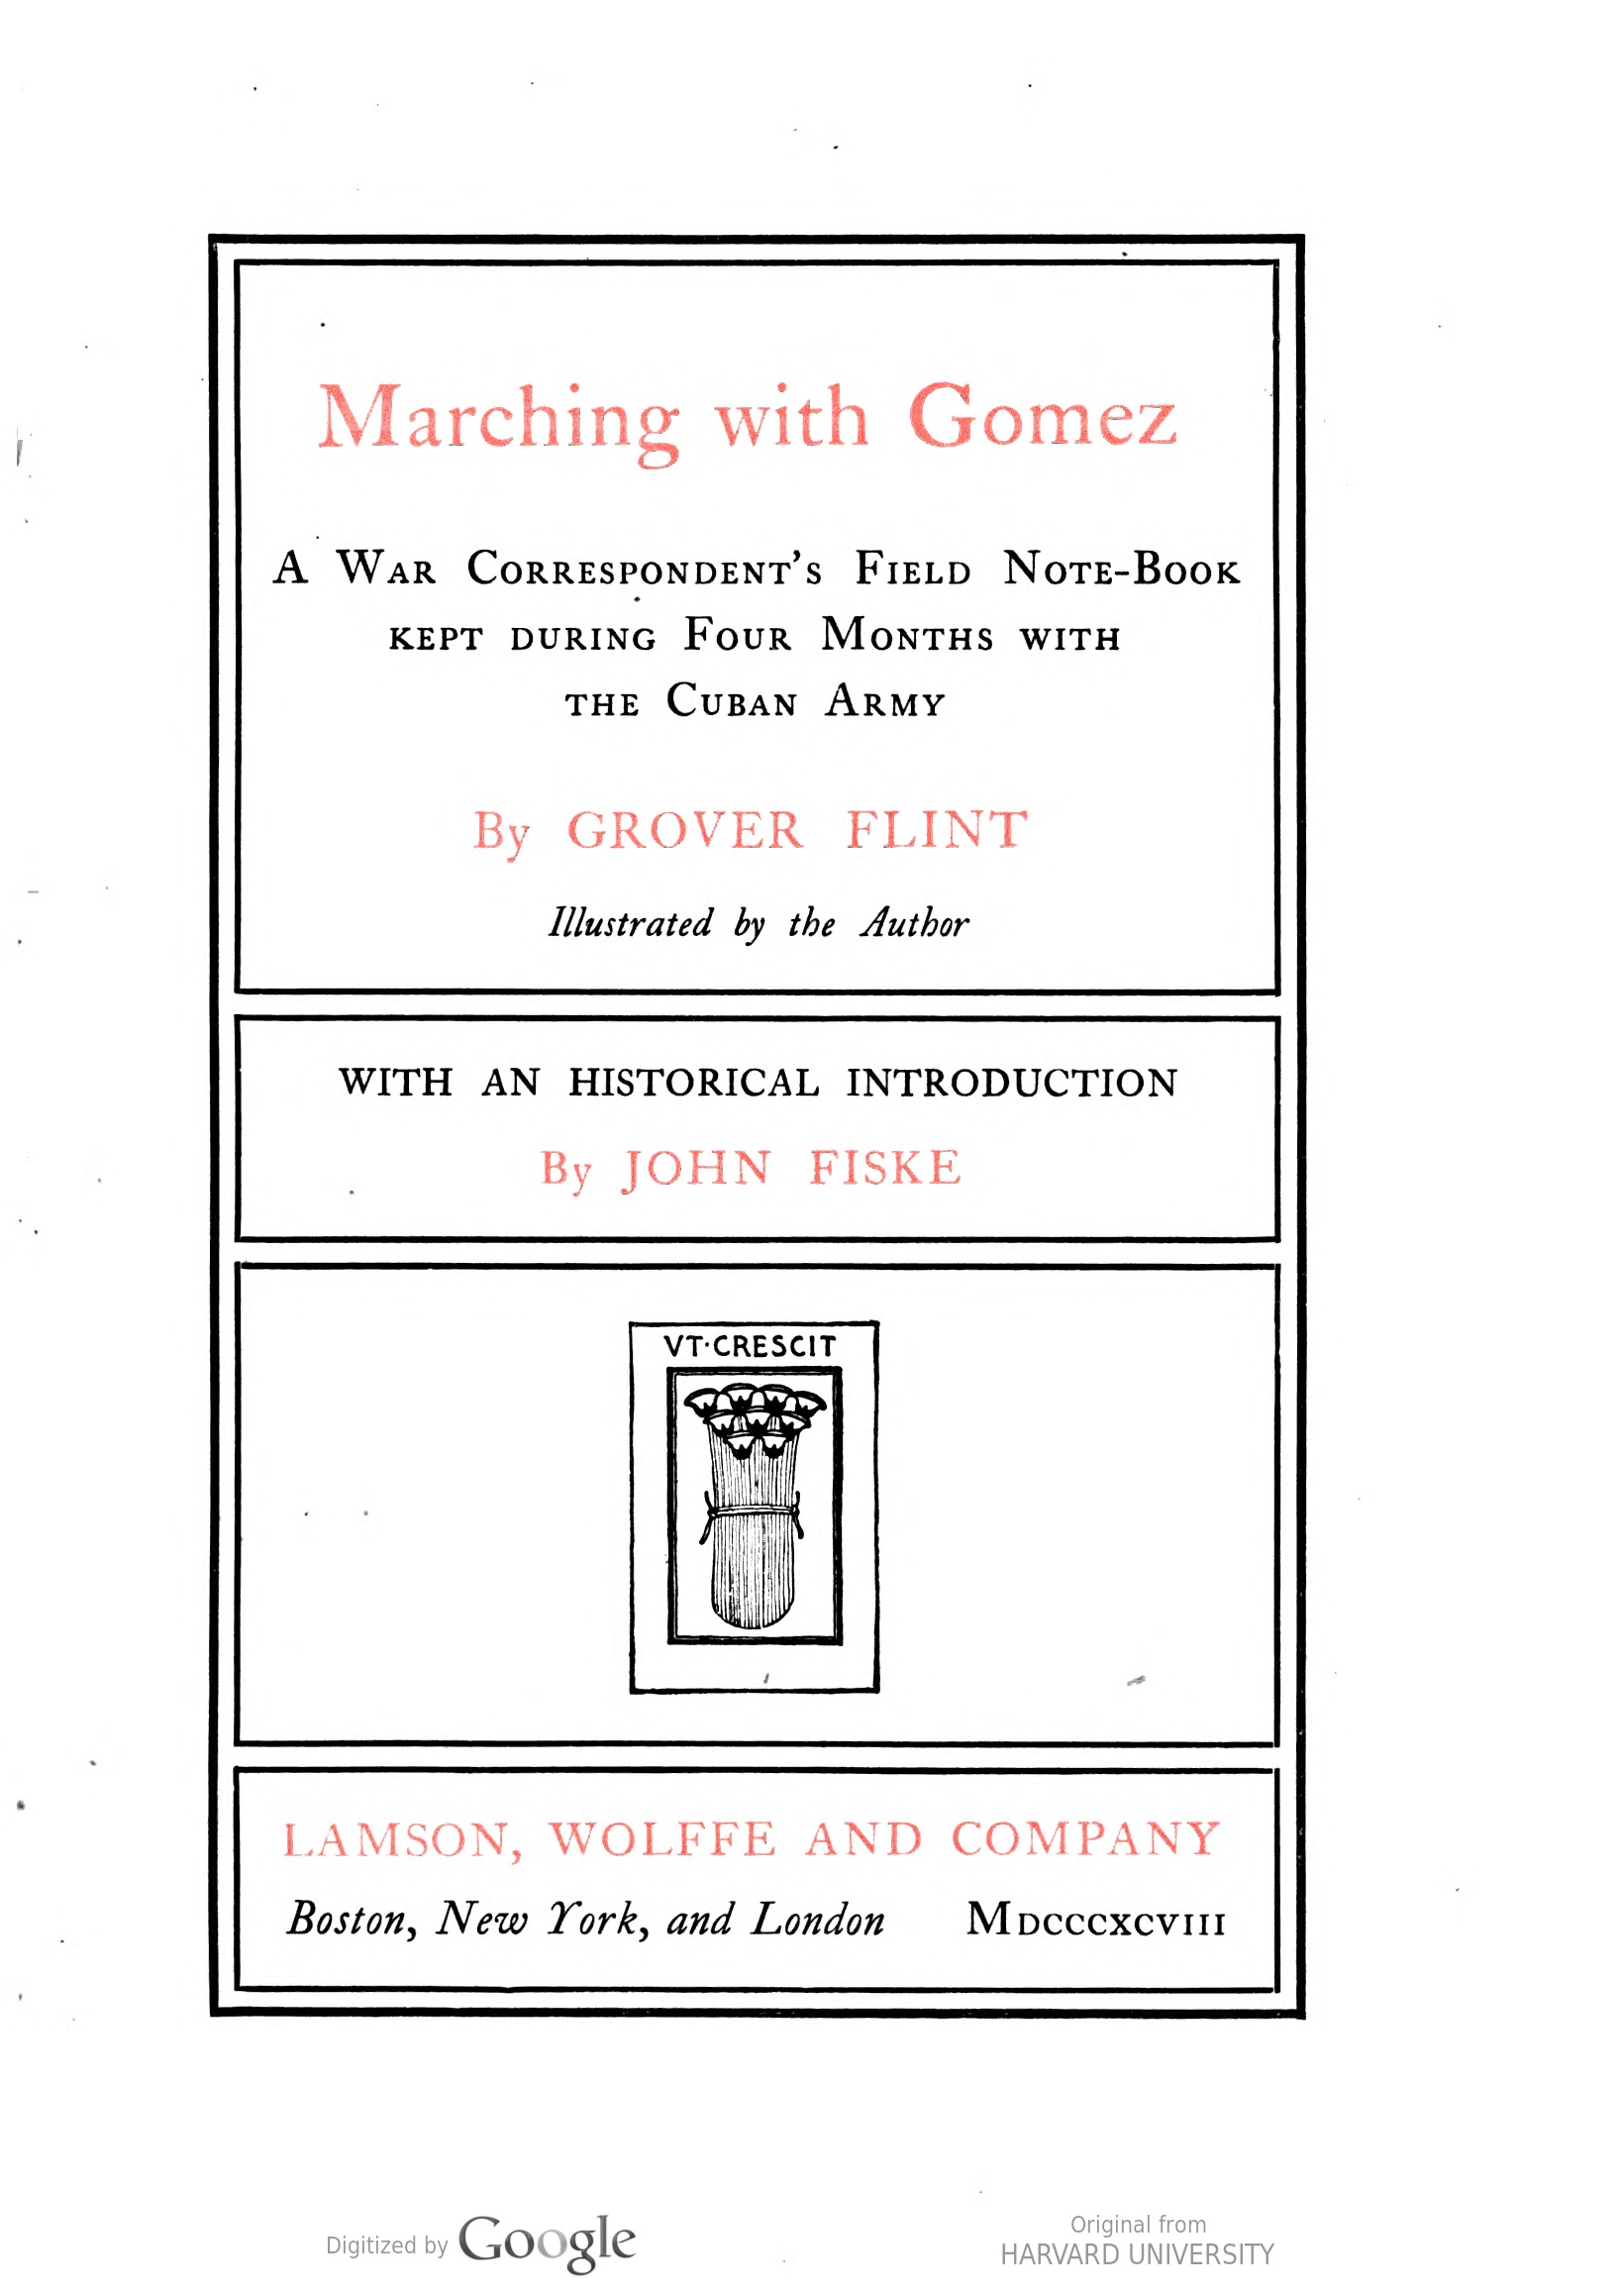 Marching with Gomez
A War Correspondent's Field Note-Book
kept during Four Months with
the Cuban Army
By GROVER FLINT
Illustrated by the Author
WITH AN HISTORICAL INTRODUCTION
By JOHN FISKE
VT·CRESCIT
LAMSON, WOLFFE AND COMPANY
Boston, New York, and London MDCCCXCVIII
Digitized by Google
Original from
HARVARD UNIVERSITY